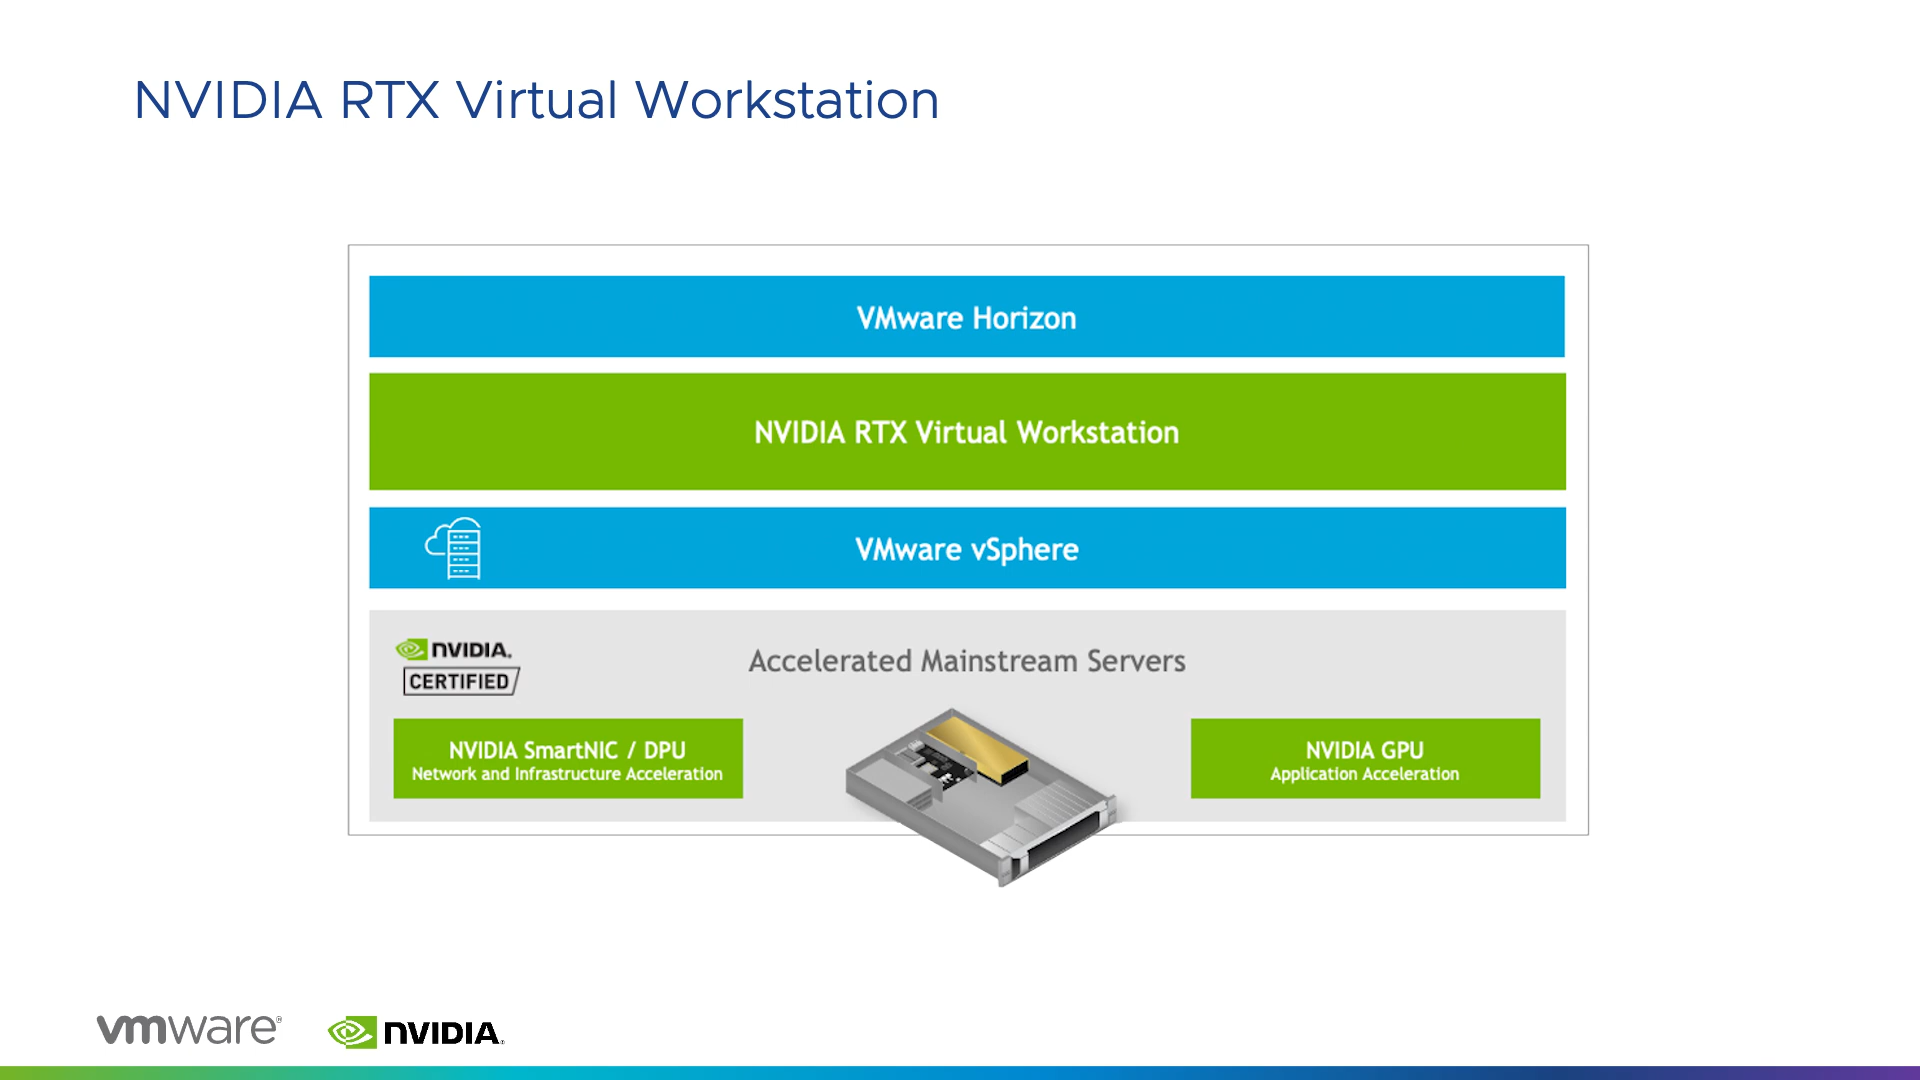 NVIDIA RTX Virtual Workstation
VMware Horizon
NVIDIA RTX Virtual Workstation
VMware vSphere
NVIDIA.
CERTIFIED
Accelerated Mainstream Servers
NVIDIA SmartNIC / DPU
Network and Infrastructure Acceleration
NVIDIA GPU
Application Acceleration
vmware®
NVIDIA.